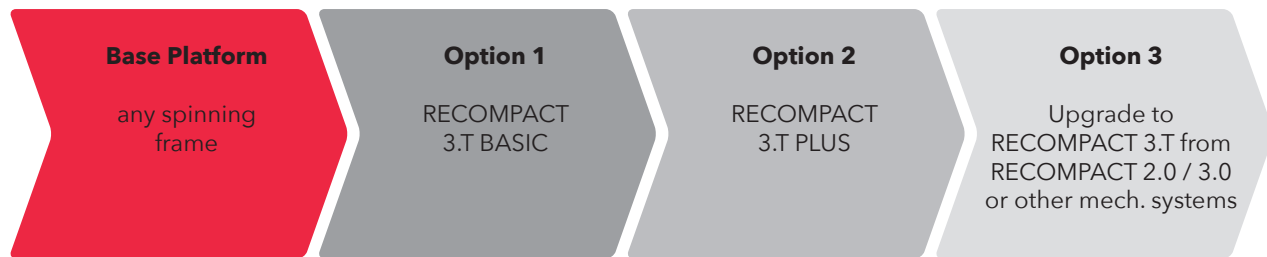 Base Platform
any spinning
frame
Option 1
RECOMPACT
3.T BASIC
Option 2
RECOMPACT
3.T PLUS
Option 3
Upgrade to
RECOMPACT 3.T from
RECOMPACT 2.0 / 3.0
or other mech. systems